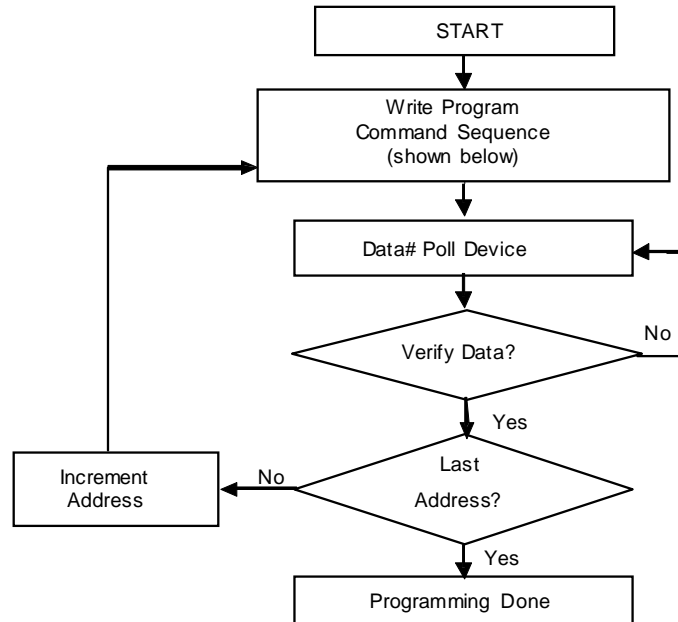 START
Write Program
Command Sequence
(shown below)
Data# Poll Device
Verify Data?
No
Yes
Last
Address?
No
Increment
Address
Yes
Programming Done